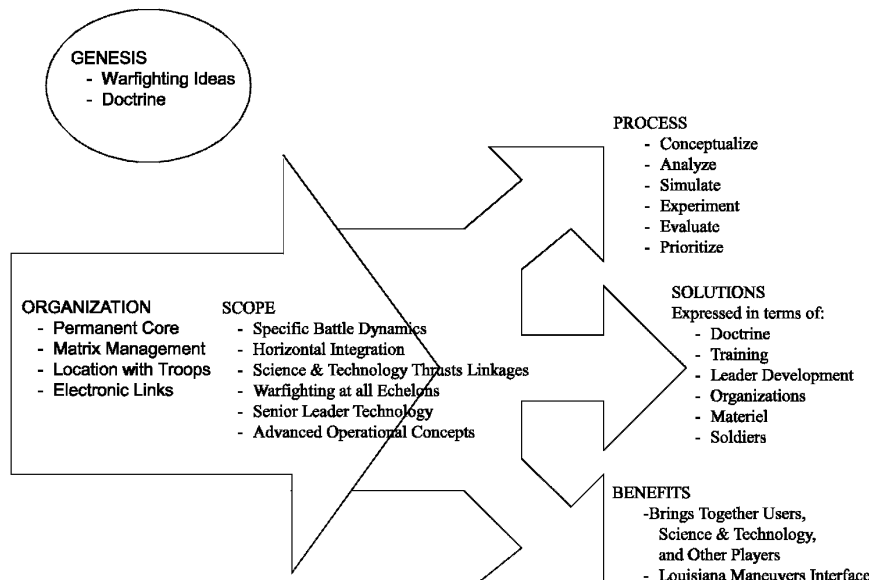 GENESIS
- Warfighting Ideas
- Doctrine
ORGANIZATION
- Permanent Core
- Matrix Management
- Location with Troops
- Electronic Links
SCOPE
- Specific Battle Dynamics
- Horizontal Integration
- Science & Technology Thrusts Linkages
- Warfighting at all Echelons
- Senior Leader Technology
- Advanced Operational Concepts
PROCESS
- Conceptualize
- Analyze
- Simulate
- Experiment
- Evaluate
- Prioritize
SOLUTIONS
Expressed in terms of:
- Doctrine
- Training
- Leader Development
- Organizations
- Materiel
- Soldiers
BENEFITS
-Brings Together Users,
Science & Technology,
and Other Players
- Louisiana Maneuvers Interface